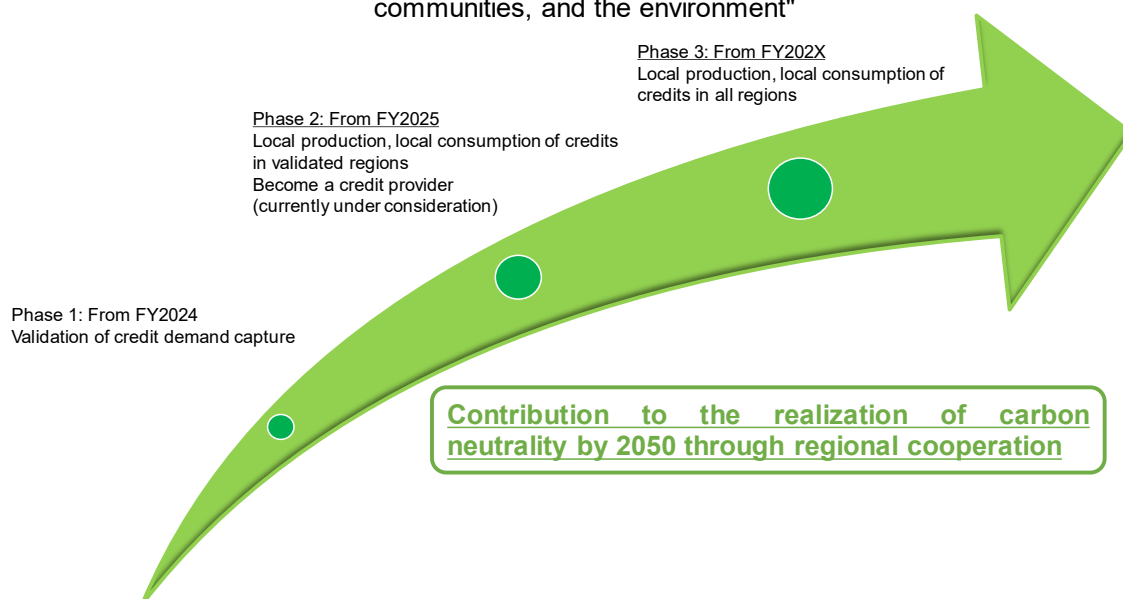 communities, and the environment"
Phase 3: From FY202X
Local production, local consumption of
credits in all regions
Phase 2: From FY2025
Local production, local consumption of credits
in validated regions
Become a credit provider
(currently under consideration)
Phase 1: From FY2024
Validation of credit demand capture
Contribution to the realization of carbon
neutrality by 2050 through regional cooperation